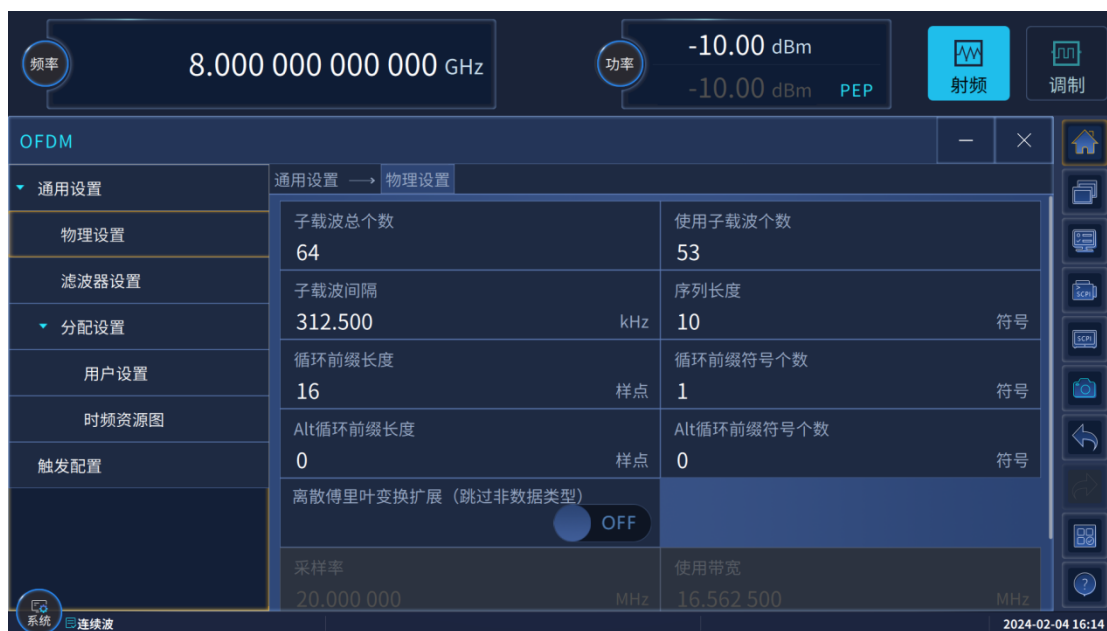 频率
8.000 000 000 000 GHz
功率
-10.00 dBm
-10.00 dBm PEP
射频
调制
OFDM
通用设置
物理设置
滤波器设置
分配设置
用户设置
时频资源图
触发配置
通用设置 → 物理设置
子载波总个数
64
使用子载波个数
53
子载波间隔
312.500 kHz
序列长度
10 符号
循环前缀长度
16 样点
循环前缀符号个数
1 符号
Alt循环前缀长度
0 样点
Alt循环前缀符号个数
0 符号
离散傅里叶变换扩展（跳过非数据类型）
OFF
采样率
20.000 000 MHz
使用带宽
16.562 500 MHz
SCPI
SCPI
系统
连续波
2024-02-04 16:14